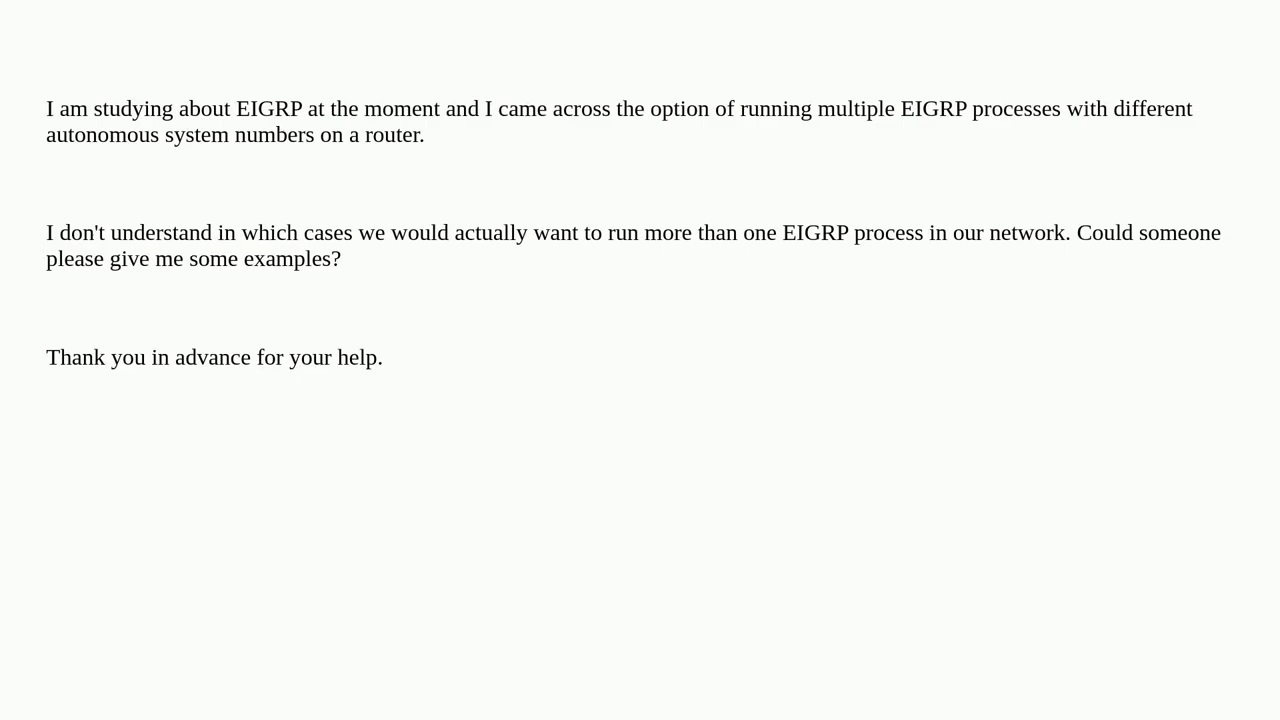 I am studying about EIGRP at the moment and I came across the option of running multiple EIGRP processes with different
autonomous system numbers on a router.
I don't understand in which cases we would actually want to run more than one EIGRP process in our network. Could someone
please give me some examples?
Thank you in advance for your help.